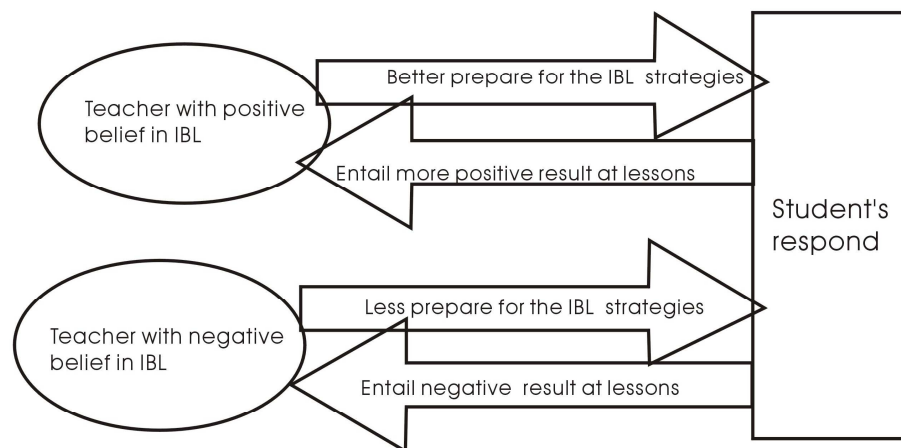 Better prepare for the IBL strategies
Teacher with positive
belief in IBL
Entail more positive result at lessons
Student's
respond
Less prepare for the IBL strategies
Teacher with negative
belief in IBL
Entail negative result at lessons